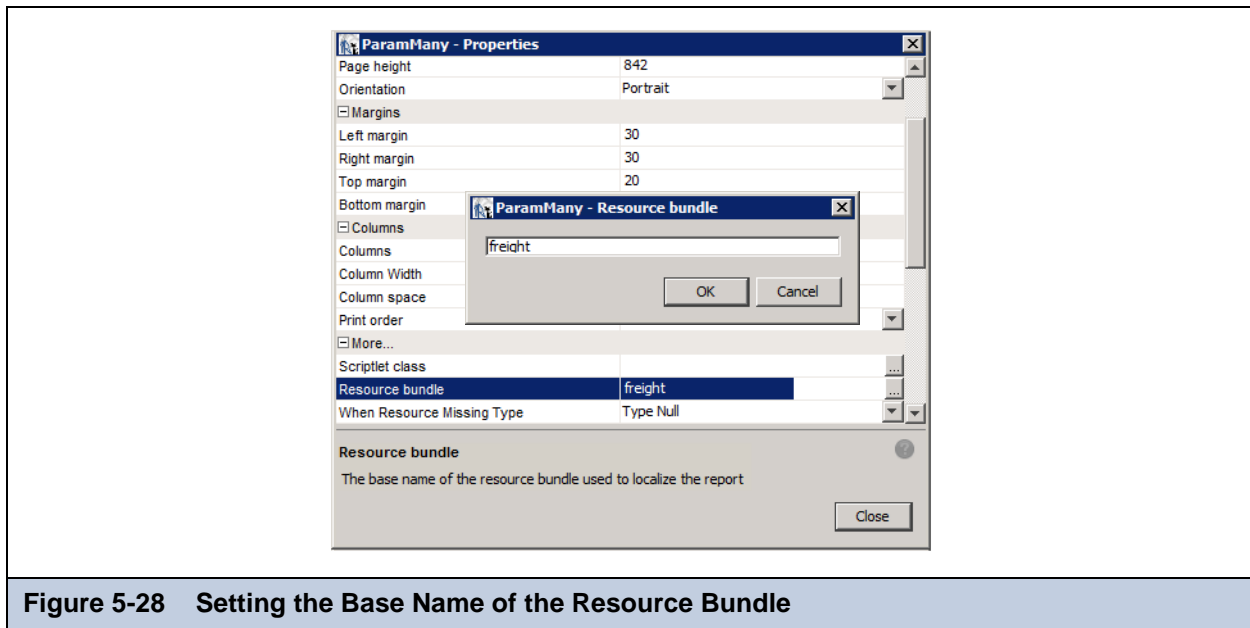 ParamMany - Properties
Page height 842
Orientation Portrait
Margins
Left margin 30
Right margin 30
Top margin 20
Bottom margin
ParamMany - Resource bundle
Columns
freight
Columns
Column Width
OK Cancel
Column space
Print order
More...
Scriptlet class ...
Resource bundle freight ...
When Resource Missing Type Type Null
Resource bundle ?
The base name of the resource bundle used to localize the report
Close
Figure 5-28 Setting the Base Name of the Resource Bundle